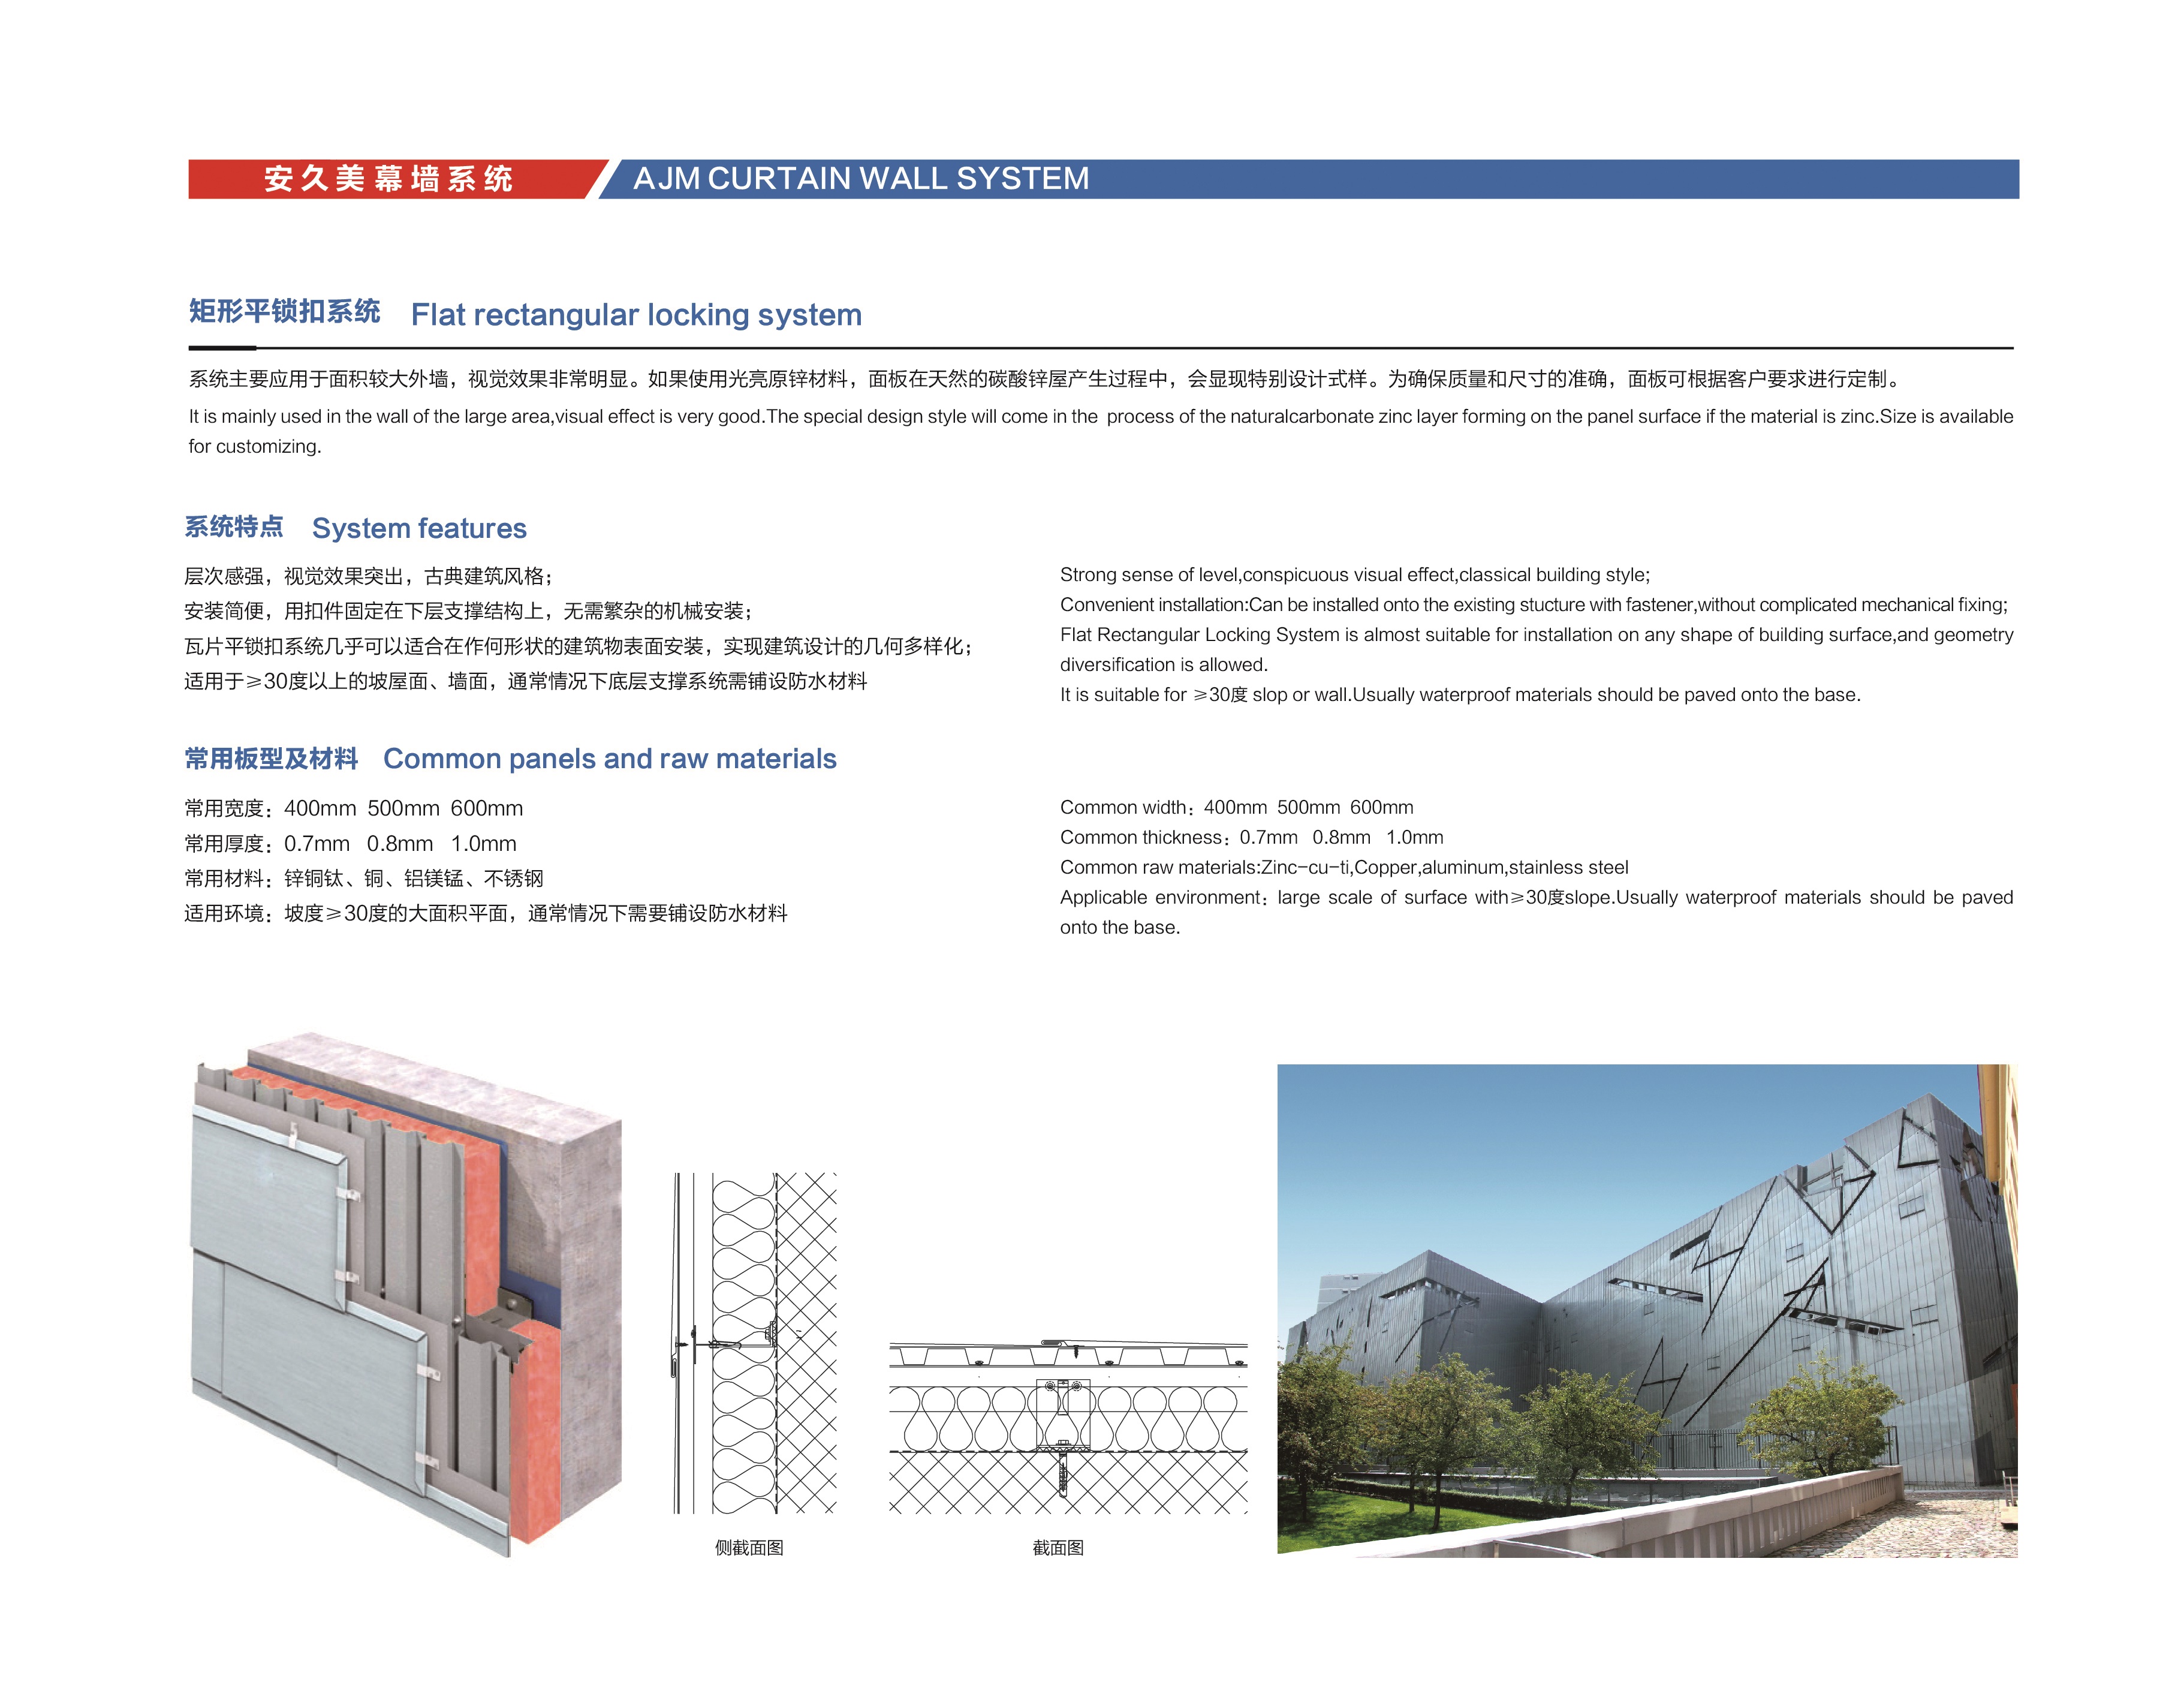 安久美幕墙系统 AJM CURTAIN WALL SYSTEM
矩形平锁扣系统 Flat rectangular locking system
系统主要应用于面积较大外墙，视觉效果非常明显。如果使用光亮原锌材料，面板在天然的碳酸锌屋产生过程中，会显现特别设计式样。为确保质量和尺寸的准确，面板可根据客户要求进行定制。
It is mainly used in the wall of the large area,visual effect is very good.The special design style will come in the process of the naturalcarbonate zinc layer forming on the panel surface if the material is zinc.Size is available
for customizing.
系统特点 System features
层次感强，视觉效果突出，古典建筑风格；
安装简便，用扣件固定在下层支撑结构上，无需繁杂的机械安装；
瓦片平锁扣系统几乎可以适合在作何形状的建筑物表面安装，实现建筑设计的几何多样化；
适用于≥30度以上的坡屋面、墙面，通常情况下底层支撑系统需铺设防水材料
Strong sense of level,conspicuous visual effect,classical building style;
Convenient installation:Can be installed onto the existing stucture with fastener,without complicated mechanical fixing;
Flat Rectangular Locking System is almost suitable for installation on any shape of building surface,and geometry
diversification is allowed.
It is suitable for ≥30度 slop or wall.Usually waterproof materials should be paved onto the base.
常用板型及材料 Common panels and raw materials
常用宽度：400mm 500mm 600mm
常用厚度：0.7mm 0.8mm 1.0mm
常用材料：锌铜钛、铜、铝镁锰、不锈钢
适用环境：坡度≥30度的大面积平面，通常情况下需要铺设防水材料
Common width：400mm 500mm 600mm
Common thickness：0.7mm 0.8mm 1.0mm
Common raw materials:Zinc-cu-ti,Copper,aluminum,stainless steel
Applicable environment：large scale of surface with≥30度slope.Usually waterproof materials should be paved
onto the base.
侧截面图
截面图